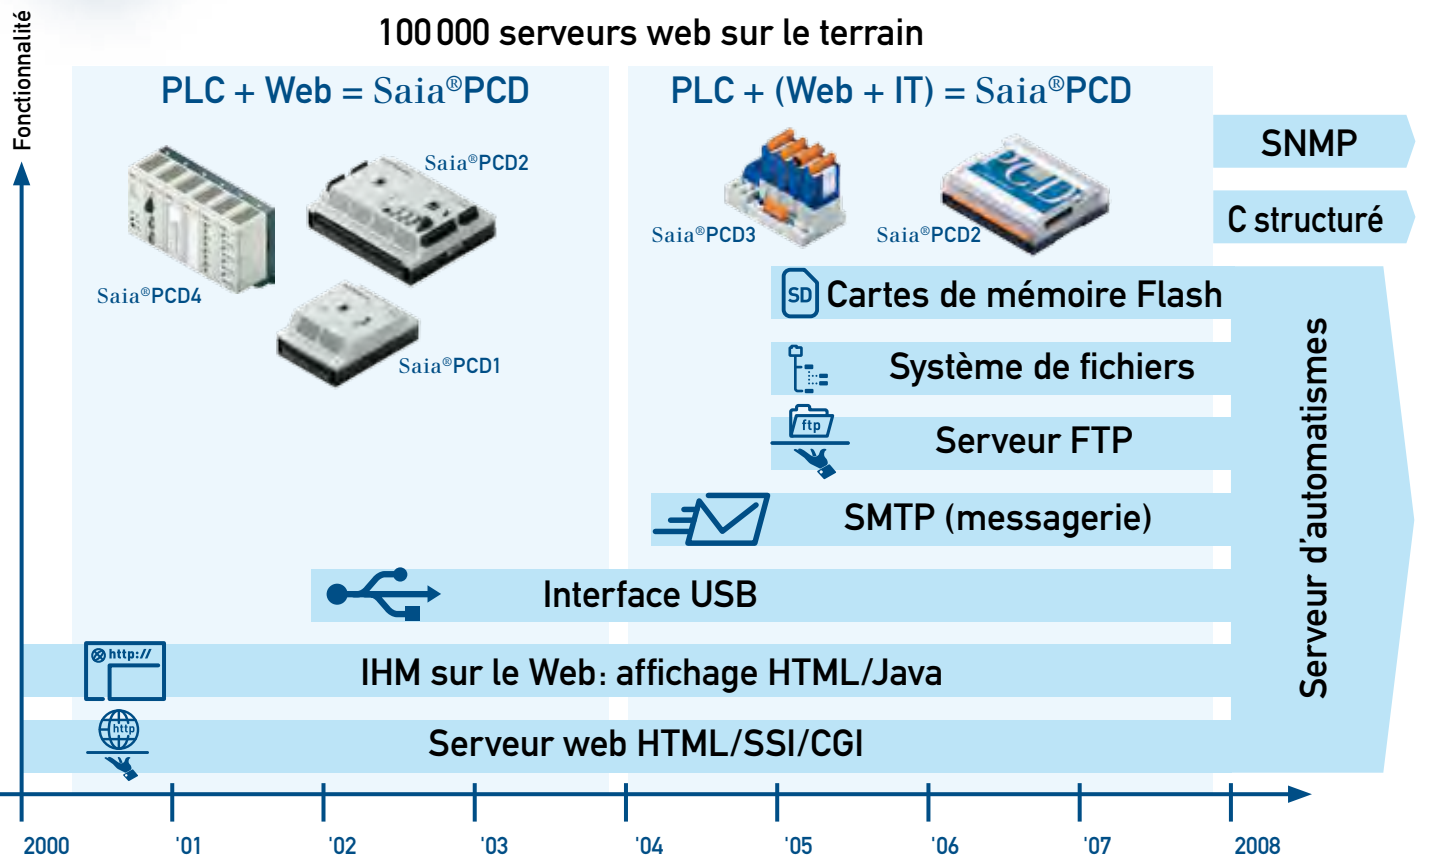 Fonctionnalité
100 000 serveurs web sur le terrain
PLC + Web = Saia®PCD
PLC + (Web + IT) = Saia®PCD
SNMP
Saia®PCD2
C structuré
Saia®PCD3
Saia®PCD2
PCD
Saia®PCD4
SD
Cartes de mémoire Flash
Saia®PCD1
Système de fichiers
ftp
Serveur FTP
SMTP (messagerie)
Interface USB
http://
IHM sur le Web: affichage HTML/Java
http
Serveur web HTML/SSI/CGI
Serveur d'automatismes
2000
'01
'02
'03
'04
'05
'06
'07
2008